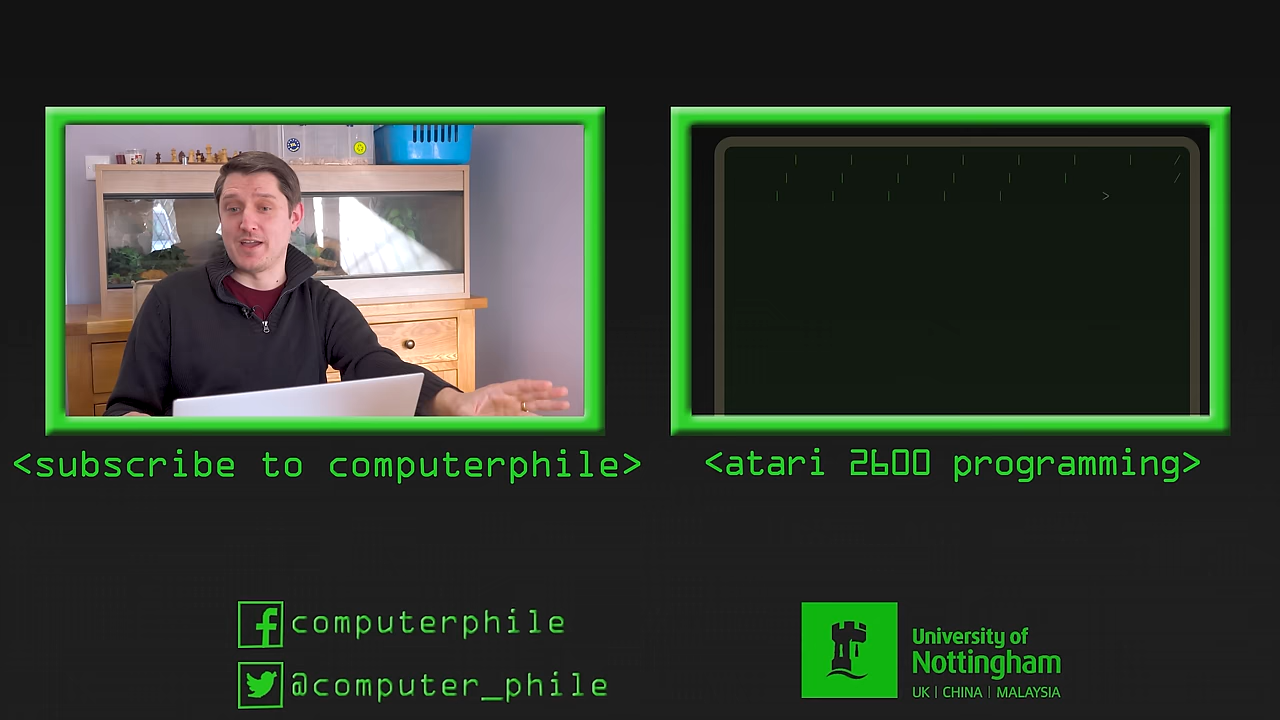 <subscribe to computerphile>
<atari 2600 programming>
computerphile
@computer_phile
University of
Nottingham
UK | CHINA | MALAYSIA